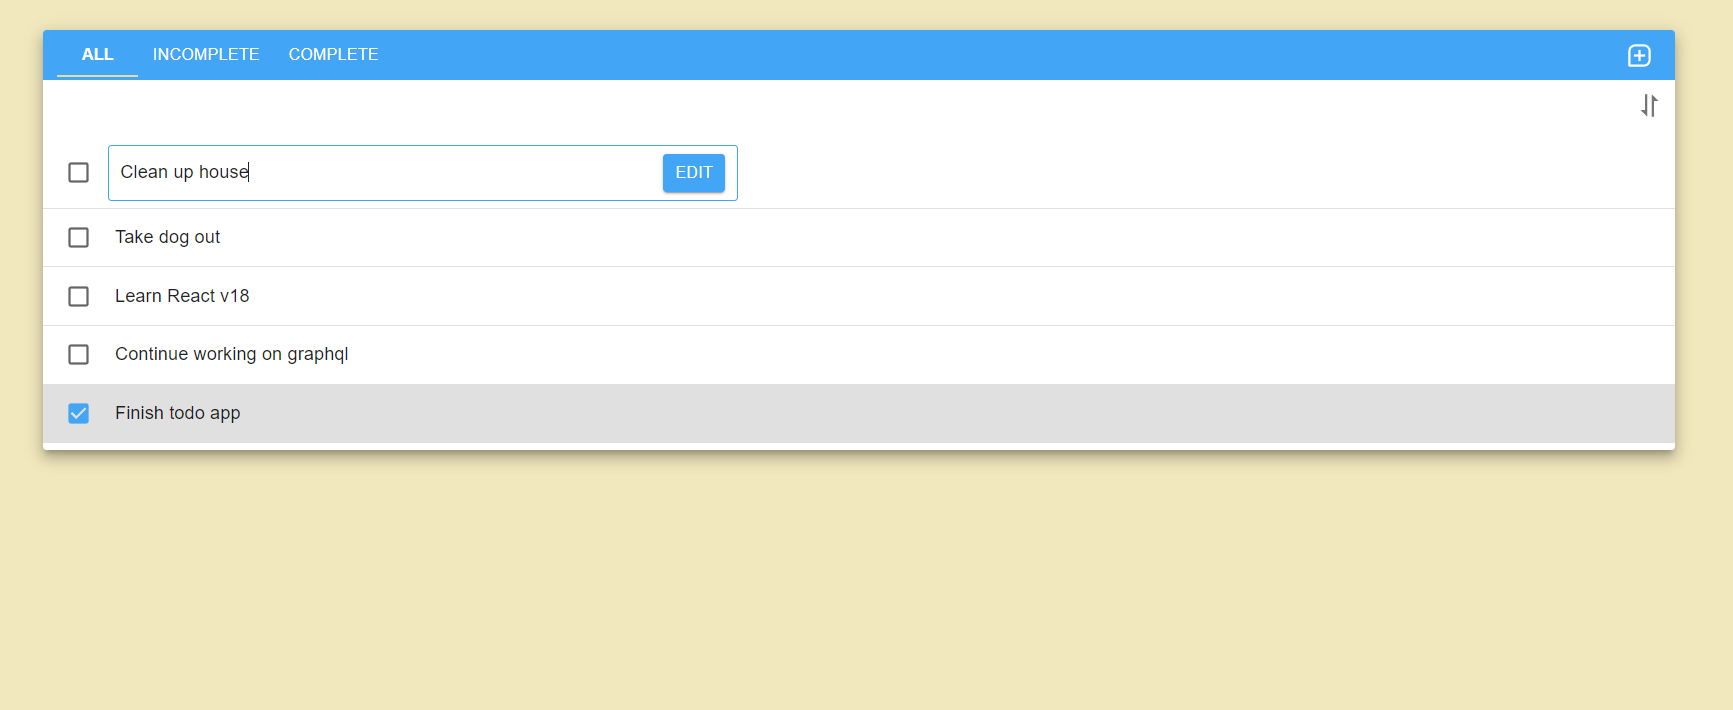 ALL INCOMPLETE COMPLETE
Clean up house EDIT
Take dog out
Learn React v18
Continue working on graphql
Finish todo app